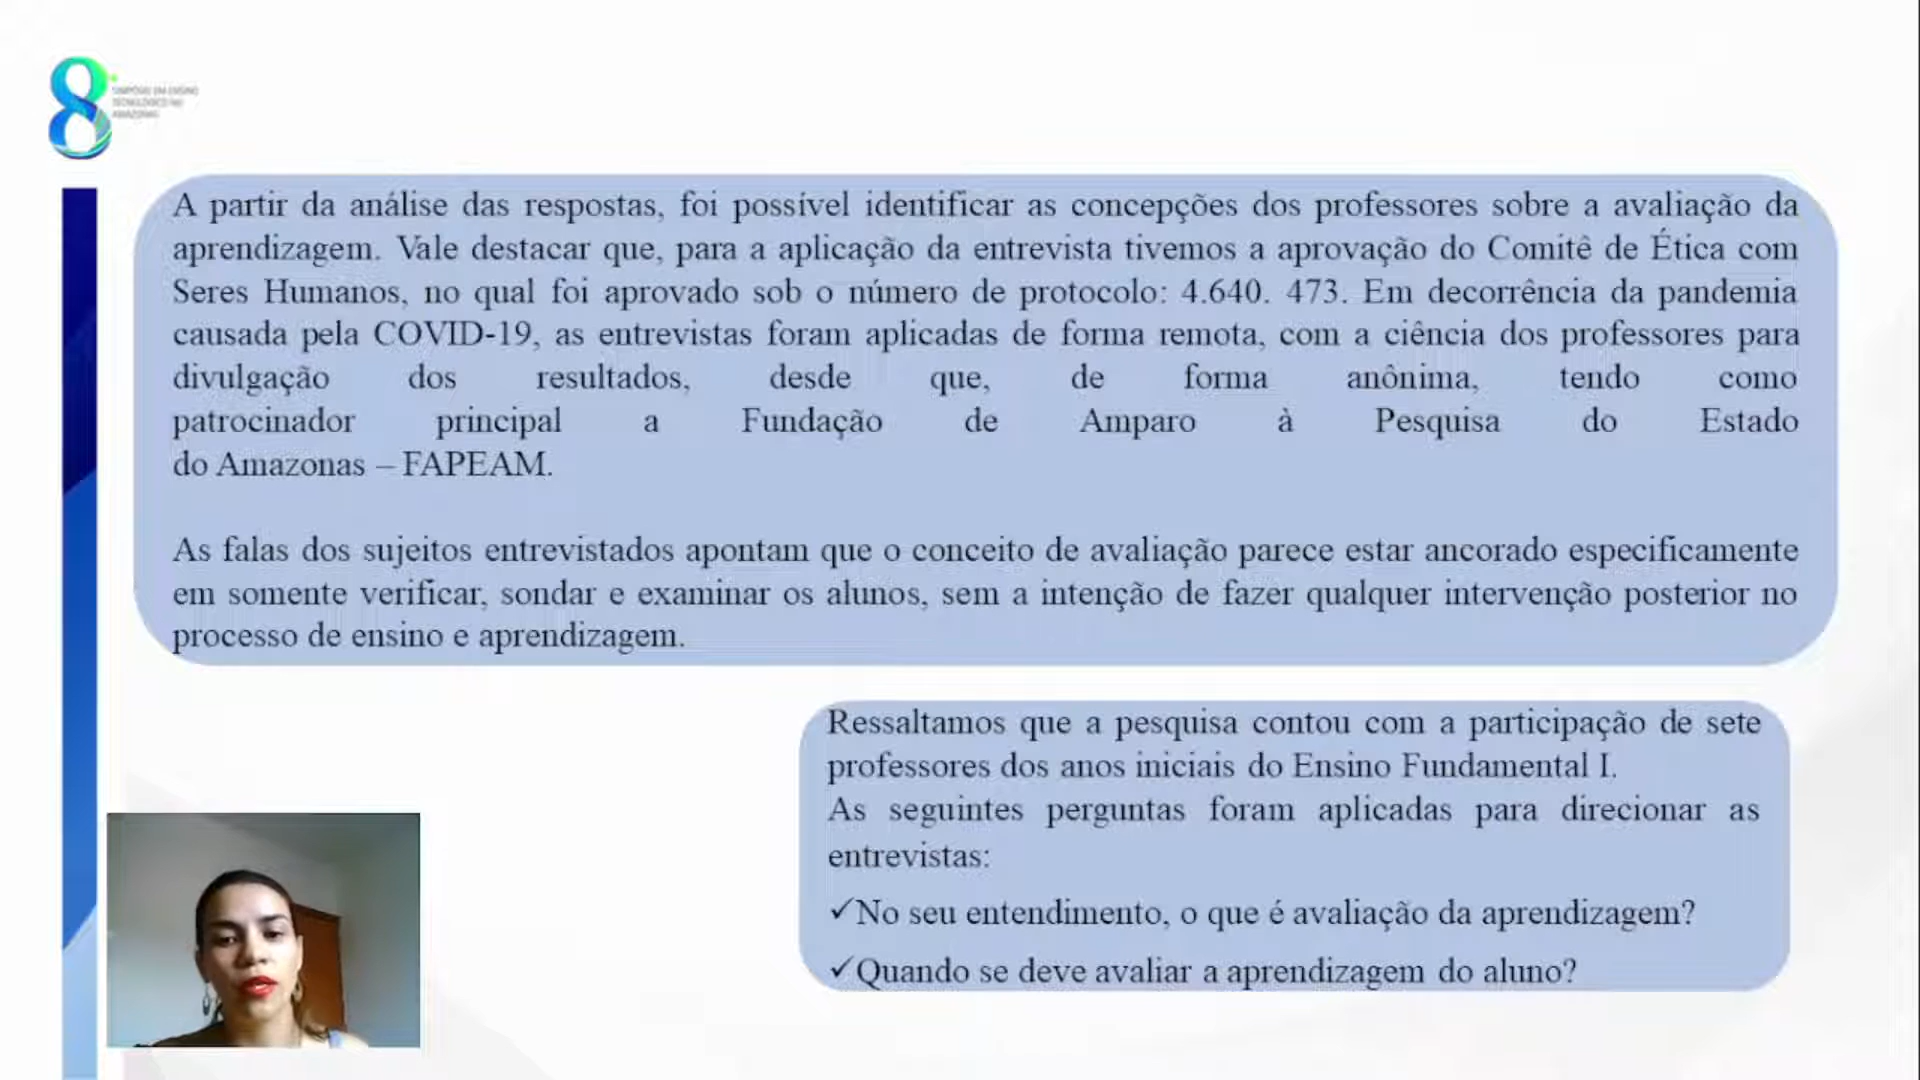 8
SIMPÓSIO EM ENSINO
TECNOLÓGICO NO
AMAZONAS
A partir da análise das respostas, foi possível identificar as concepções dos professores sobre a avaliação da
aprendizagem. Vale destacar que, para a aplicação da entrevista tivemos a aprovação do Comitê de Ética com
Seres Humanos, no qual foi aprovado sob o número de protocolo: 4.640. 473. Em decorrência da pandemia
causada pela COVID-19, as entrevistas foram aplicadas de forma remota, com a ciência dos professores para
divulgação dos resultados, desde que, de forma anônima, tendo como
patrocinador principal a Fundação de Amparo à Pesquisa do Estado
do Amazonas – FAPEAM.
As falas dos sujeitos entrevistados apontam que o conceito de avaliação parece estar ancorado especificamente
em somente verificar, sondar e examinar os alunos, sem a intenção de fazer qualquer intervenção posterior no
processo de ensino e aprendizagem.
Ressaltamos que a pesquisa contou com a participação de sete
professores dos anos iniciais do Ensino Fundamental I.
As seguintes perguntas foram aplicadas para direcionar as
entrevistas:
✓No seu entendimento, o que é avaliação da aprendizagem?
✓Quando se deve avaliar a aprendizagem do aluno?